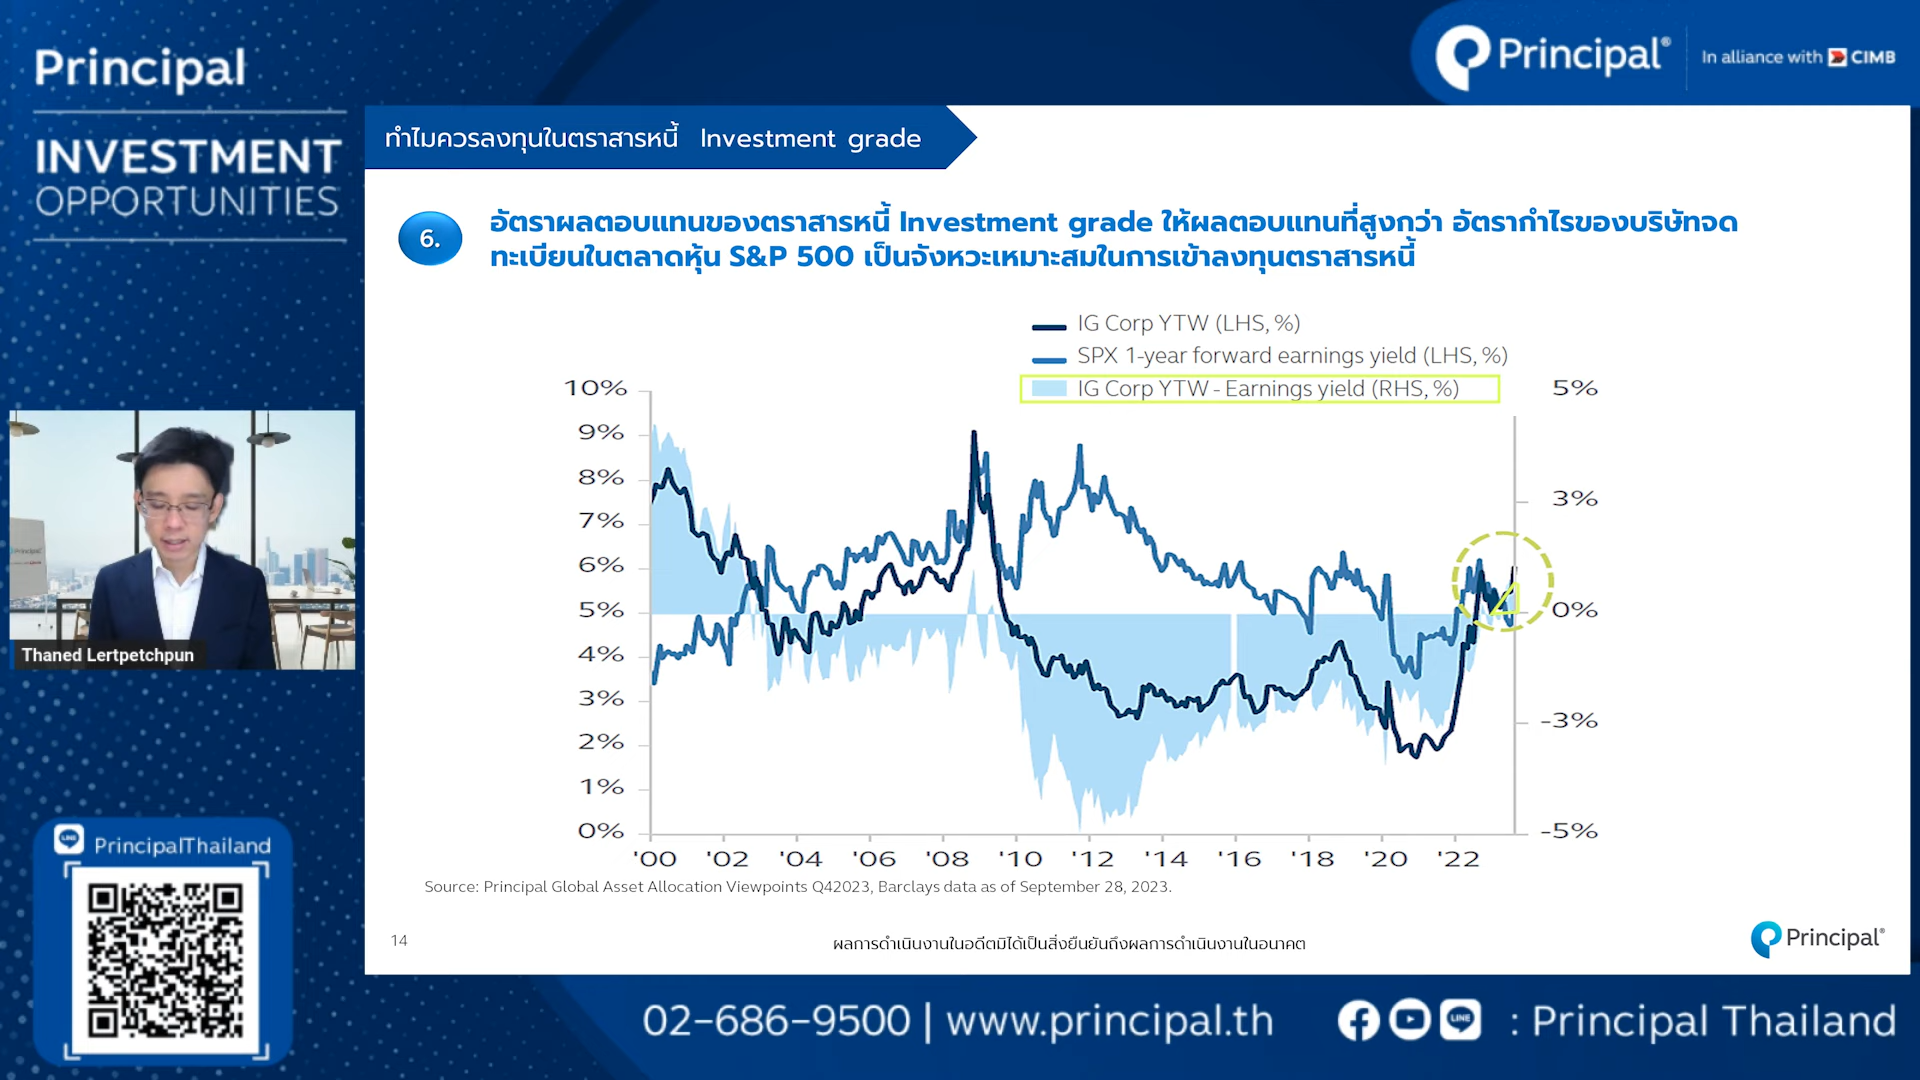 Principal
INVESTMENT
OPPORTUNITIES
Principal®
In alliance with CIMB
ทำไมควรลงทุนในตราสารหนี้ Investment grade
6.
อัตราผลตอบแทนของตราสารหนี้ Investment grade ให้ผลตอบแทนที่สูงกว่า อัตรากำไรของบริษัทจด
ทะเบียนในตลาดหุ้น S&P 500 เป็นจังหวะเหมาะสมในการเข้าลงทุนตราสารหนี้
IG Corp YTW (LHS, %)
SPX 1-year forward earnings yield (LHS, %)
IG Corp YTW - Earnings yield (RHS, %)
10%
9%
8%
7%
6%
5%
4%
3%
2%
1%
0%
5%
3%
0%
-3%
-5%
'00 '02 '04 '06 '08 '10 '12 '14 '16 '18 '20 '22
Source: Principal Global Asset Allocation Viewpoints Q42023, Barclays data as of September 28, 2023.
14
ผลการดำเนินงานในอดีตมิได้เป็นสิ่งยืนยันถึงผลการดำเนินงานในอนาคต
Principal®
Principal
Thaned Lertpetchpun
LINE
PrincipalThailand
02-686-9500 | www.principal.th
LINE
: Principal Thailand